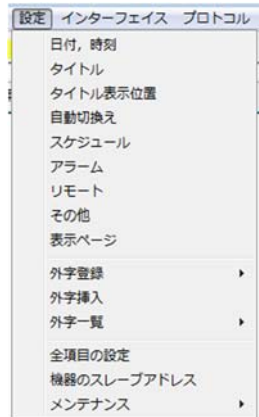 設定 インターフェイス プロトコル
日付，時刻
タイトル
タイトル表示位置
自動切換え
スケジュール
アラーム
リモート
その他
表示ページ
外字登録
外字挿入
外字一覧
全項目の設定
機器のスレーブアドレス
メンテナンス